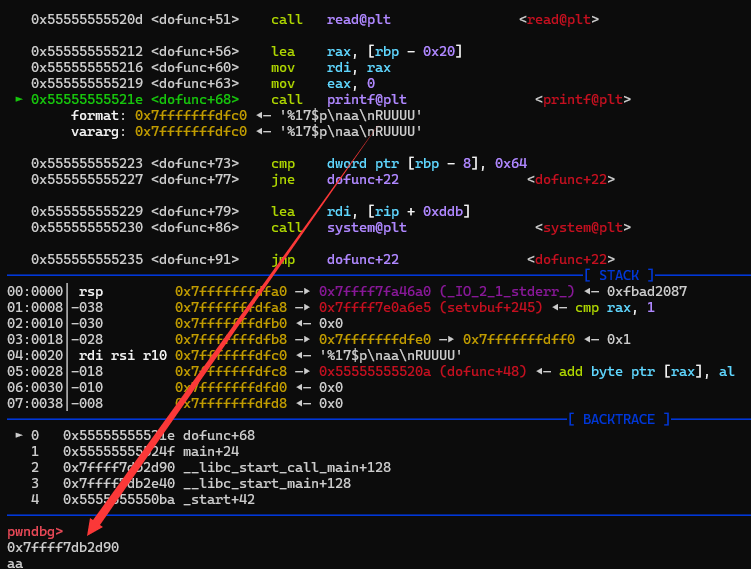 0x55555555520d <dofunc+51> call read@plt <read@plt>
0x555555555212 <dofunc+56> lea rax, [rbp - 0x20]
0x555555555216 <dofunc+60> mov rdi, rax
0x555555555219 <dofunc+63> mov eax, 0
► 0x55555555521e <dofunc+68> call printf@plt <printf@plt>
format: 0x7fffffffdfc0 ◂— '%17$p\naa\nRUUUU'
vararg: 0x7fffffffdfc0 ◂— '%17$p\naa\nRUUUU'
0x555555555223 <dofunc+73> cmp dword ptr [rbp - 8], 0x64
0x555555555227 <dofunc+77> jne dofunc+22 <dofunc+22>
0x555555555229 <dofunc+79> lea rdi, [rip + 0xddb]
0x555555555230 <dofunc+86> call system@plt <system@plt>
0x555555555235 <dofunc+91> jmp dofunc+22 <dofunc+22>
[ STACK ]
00:0000│ rsp 0x7fffffffdfa0 —▸ 0x7ffff7fa46a0 (_IO_2_1_stderr_) ◂— 0xfbad2087
01:0008│-038 0x7fffffffdfa8 —▸ 0x7ffff7e0a6e5 (setvbuff+245) ◂— cmp rax, 1
02:0010│-030 0x7fffffffdfb0 ◂— 0x0
03:0018│-028 0x7fffffffdfb8 —▸ 0x7fffffffdfe0 —▸ 0x7fffffffdff0 ◂— 0x1
04:0020│ rdi rsi r10 0x7fffffffdfc0 ◂— '%17$p\naa\nRUUUU'
05:0028│-018 0x7fffffffdfc8 —▸ 0x55555555520a (dofunc+48) ◂— add byte ptr [rax], al
06:0030│-010 0x7fffffffdfd0 ◂— 0x0
07:0038│-008 0x7fffffffdfd8 ◂— 0x0
[ BACKTRACE ]
► 0 0x55555555521e dofunc+68
1 0x55555555524f main+24
2 0x7ffff7db2d90 __libc_start_call_main+128
3 0x7ffff7db2e40 __libc_start_main+128
4 0x5555555550ba _start+42
pwndbg>
0x7ffff7db2d90
aa